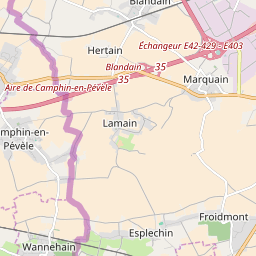 Blandain
Hertain
Échangeur E42-429 - E403
Blandain - 35
35
Marquain
Aire de Camphin-en-Pévèle
Lamain
mphin-en-
Pévèle
Froidmont
Esplechin
Wannehain